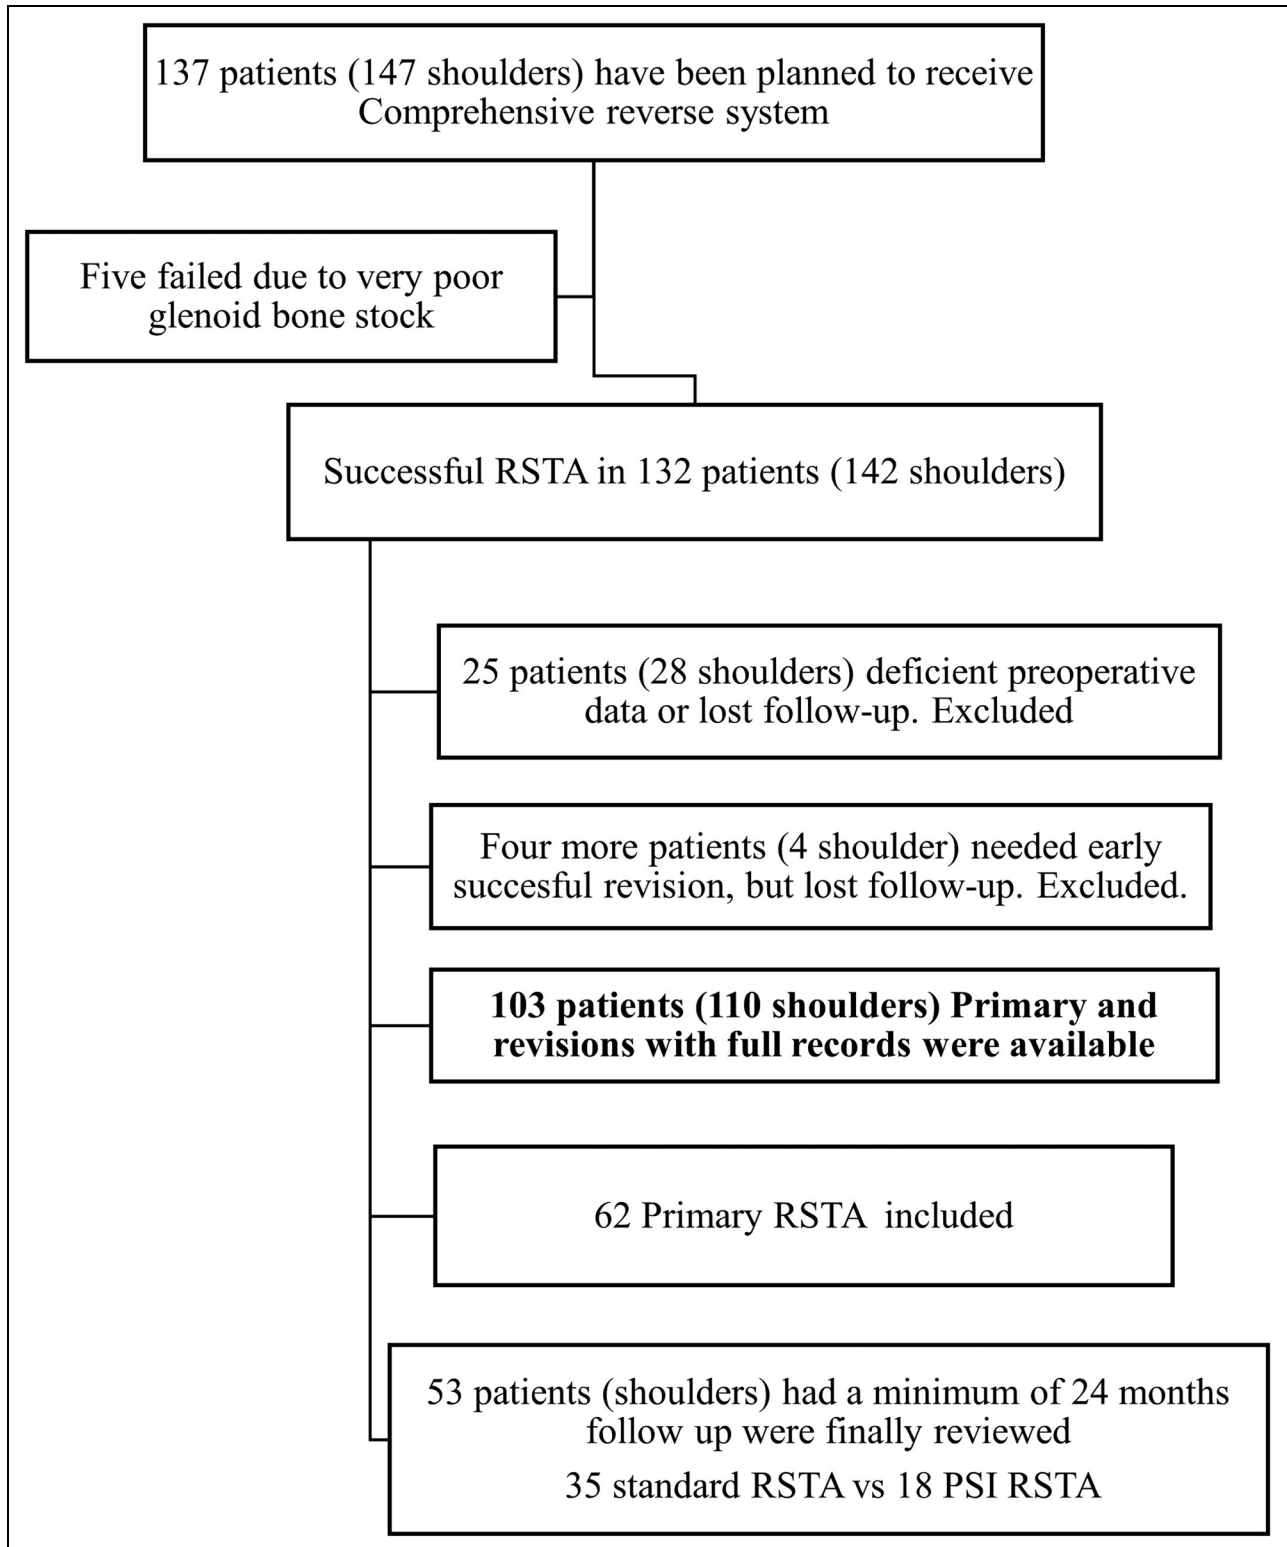 137 patients (147 shoulders) have been planned to receive
Comprehensive reverse system
Five failed due to very poor
glenoid bone stock
Successful RSTA in 132 patients (142 shoulders)
25 patients (28 shoulders) deficient preoperative
data or lost follow-up. Excluded
Four more patients (4 shoulder) needed early
succesful revision, but lost follow-up. Excluded.
103 patients (110 shoulders) Primary and
revisions with full records were available
62 Primary RSTA included
53 patients (shoulders) had a minimum of 24 months
follow up were finally reviewed
35 standard RSTA vs 18 PSI RSTA